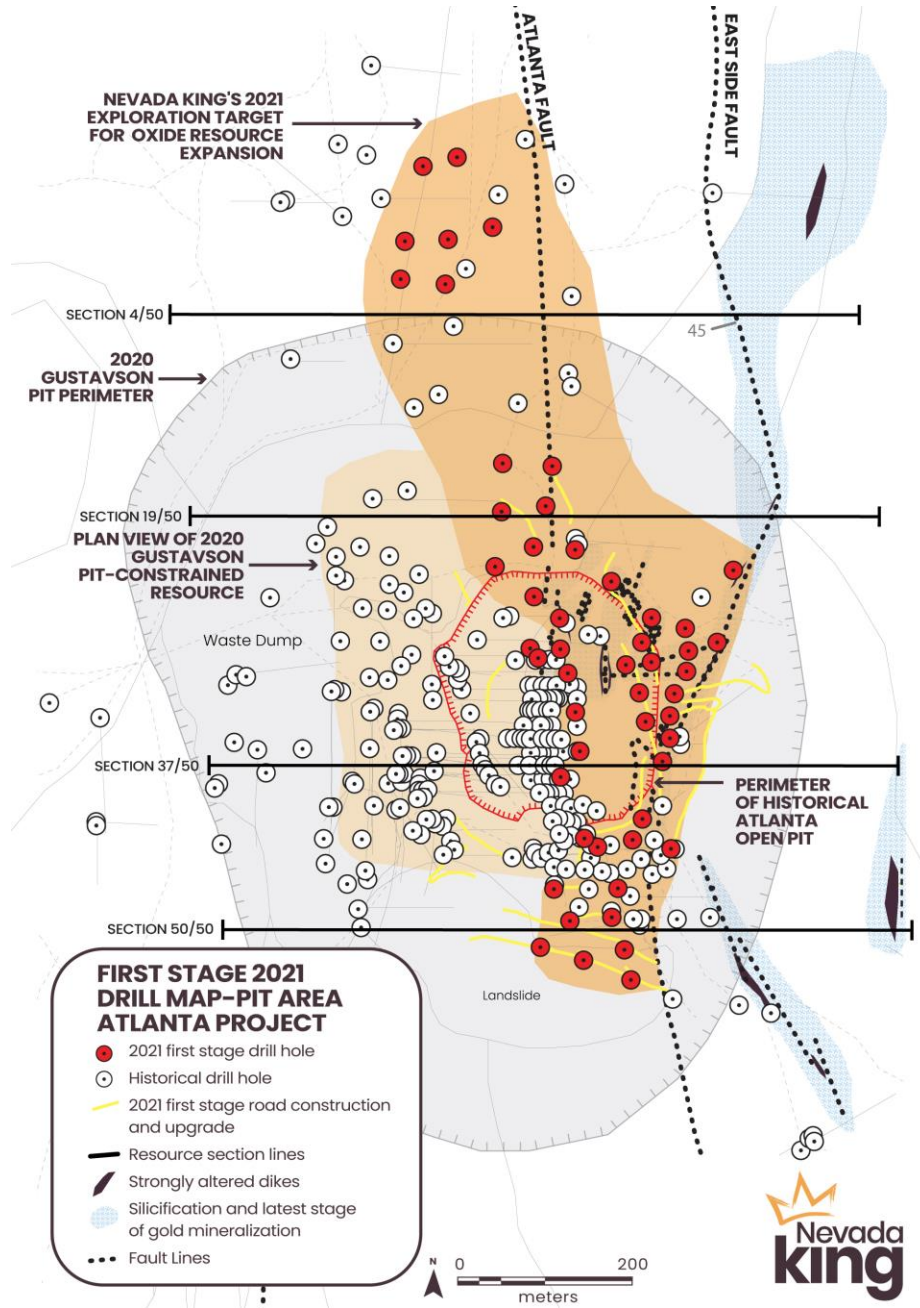 ATLANTA FAULT
EAST SIDE FAULT
NEVADA KING'S 2021
EXPLORATION TARGET
FOR OXIDE RESOURCE
EXPANSION
SECTION 4/50
45
2020
GUSTAVSON
PIT PERIMETER
SECTION 19/50
PLAN VIEW OF 2020
GUSTAVSON
PIT-CONSTRAINED
RESOURCE
Waste Dump
SECTION 37/50
PERIMETER
OF HISTORICAL
ATLANTA
OPEN PIT
SECTION 50/50
Landslide
FIRST STAGE 2021
DRILL MAP-PIT AREA
ATLANTA PROJECT
2021 first stage drill hole
Historical drill hole
2021 first stage road construction
and upgrade
Resource section lines
Strongly altered dikes
Silicification and latest stage
of gold mineralization
Fault Lines
N
0 200
meters
Nevada
king